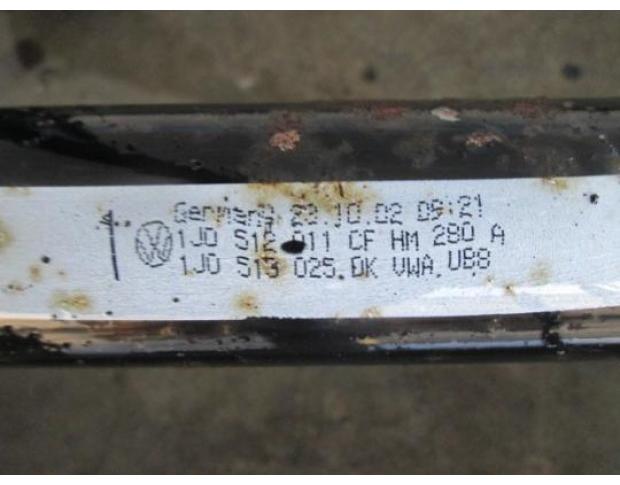 Germany 23.10.02 09:21
1J0 512 011 CF HM 280 A
1J0 513 025.DK VWA.UB8